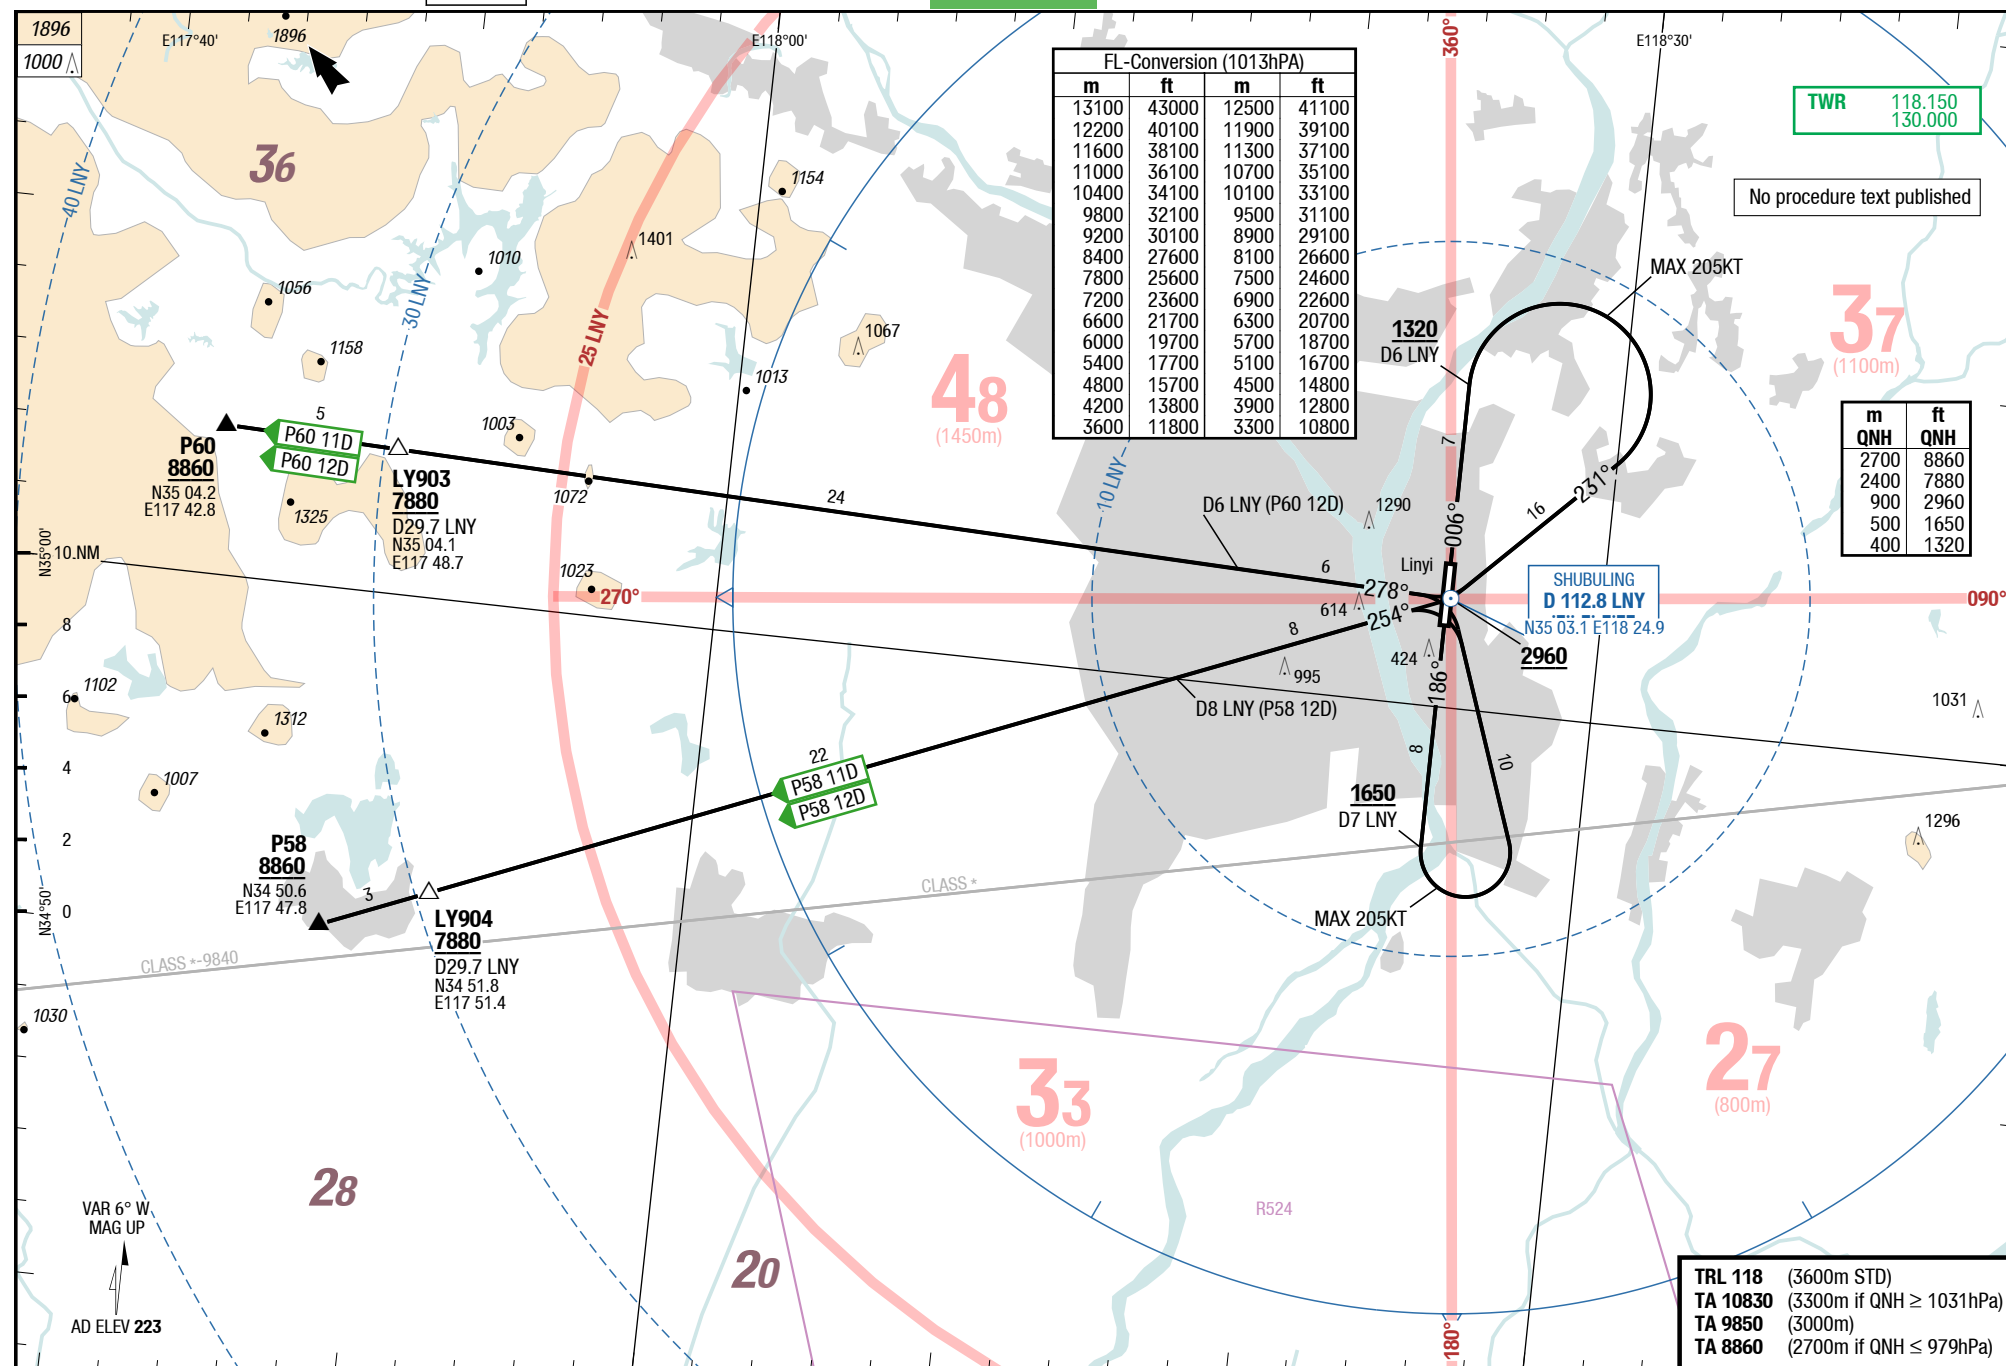 1896
1000
E117°40'
1896
E118°00'
360°
E118°30'
FL-Conversion (1013hPA)
m ft m ft
13100 43000 12500 41100
12200 40100 11900 39100
11600 38100 11300 37100
11000 36100 10700 35100
10400 34100 10100 33100
9800 32100 9500 31100
9200 30100 8900 29100
8400 27600 8100 26600
7800 25600 7500 24600
7200 23600 6900 22600
6600 21700 6300 20700
6000 19700 5700 18700
5400 17700 5100 16700
4800 15700 4500 14800
4200 13800 3900 12800
3600 11800 3300 10800
TWR 118.150
130.000
No procedure text published
36
40 LNY
1154
1401
1010
1056
30 LNY
25 LNY
1158
1067
1013
MAX 205KT
1320
D6 LNY
37
(1100m)
48
(1450m)
m ft
QNH QNH
2700 8860
2400 7880
900 2960
500 1650
400 1320
5
P60 11D
P60 12D
P60
8860
N35 04.2
E117 42.8
LY903
7880
D29.7 LNY
N35 04.1
E117 48.7
1003
1072
1325
24
10 LNY
7
231°
16
D6 LNY (P60 12D)
1290
006°
N35°00'
10 NM
1023
270°
6
Linyi
278°
614
254°
8
SHUBULING
D 112.8 LNY
N35 03.1 E118 24.9
090°
2960
424
995
186°
8
6
1102
1312
D8 LNY (P58 12D)
1031
4
1007
22
P58 11D
P58 12D
8
10
1650
D7 LNY
2
P58
8860
N34 50.6
E117 47.8
3
1296
0
N34°50'
LY904
7880
D29.7 LNY
N34 51.8
E117 51.4
CLASS *
MAX 205KT
CLASS *-9840
1030
33
(1000m)
27
(800m)
28
R524
VAR 6° W
MAG UP
20
AD ELEV 223
180°
TRL 118 (3600m STD)
TA 10830 (3300m if QNH ≥ 1031hPa)
TA 9850 (3000m)
TA 8860 (2700m if QNH ≤ 979hPa)